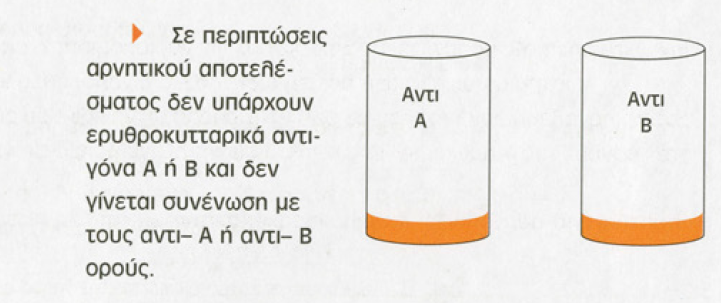 Σε περιπτώσεις
αρνητικού αποτελέ-
σματος δεν υπάρχουν
ερυθροκυτταρικά αντι-
γόνα Α ή Β και δεν
γίνεται συνένωση με
τους αντι– Α ή αντι– Β
ορούς.
Αντι
Α
Αντι
Β